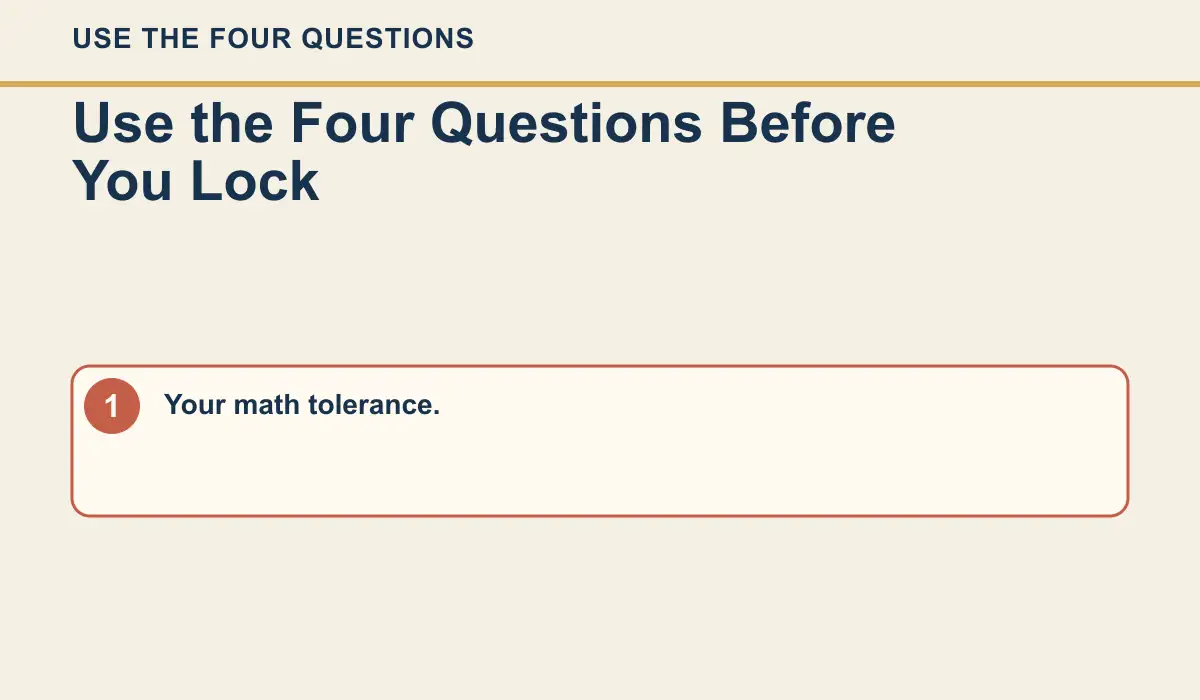 USE THE FOUR QUESTIONS
Use the Four Questions Before
You Lock
1 Your math tolerance.